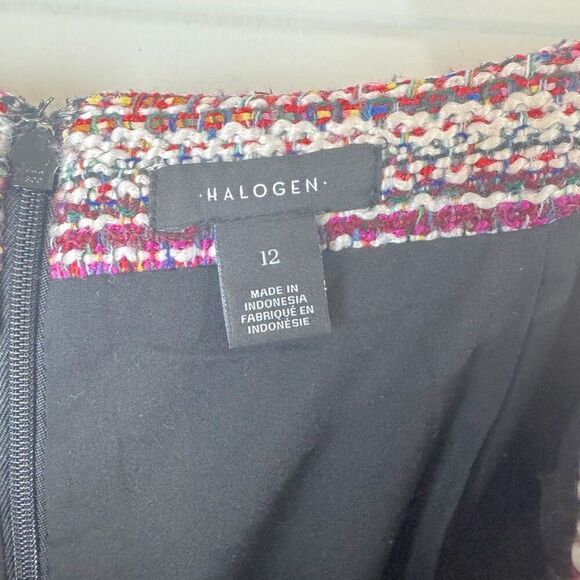 ·HALOGEN·
12
MADE IN
INDONESIA
FABRIQUÉ EN
INDONÉSIE